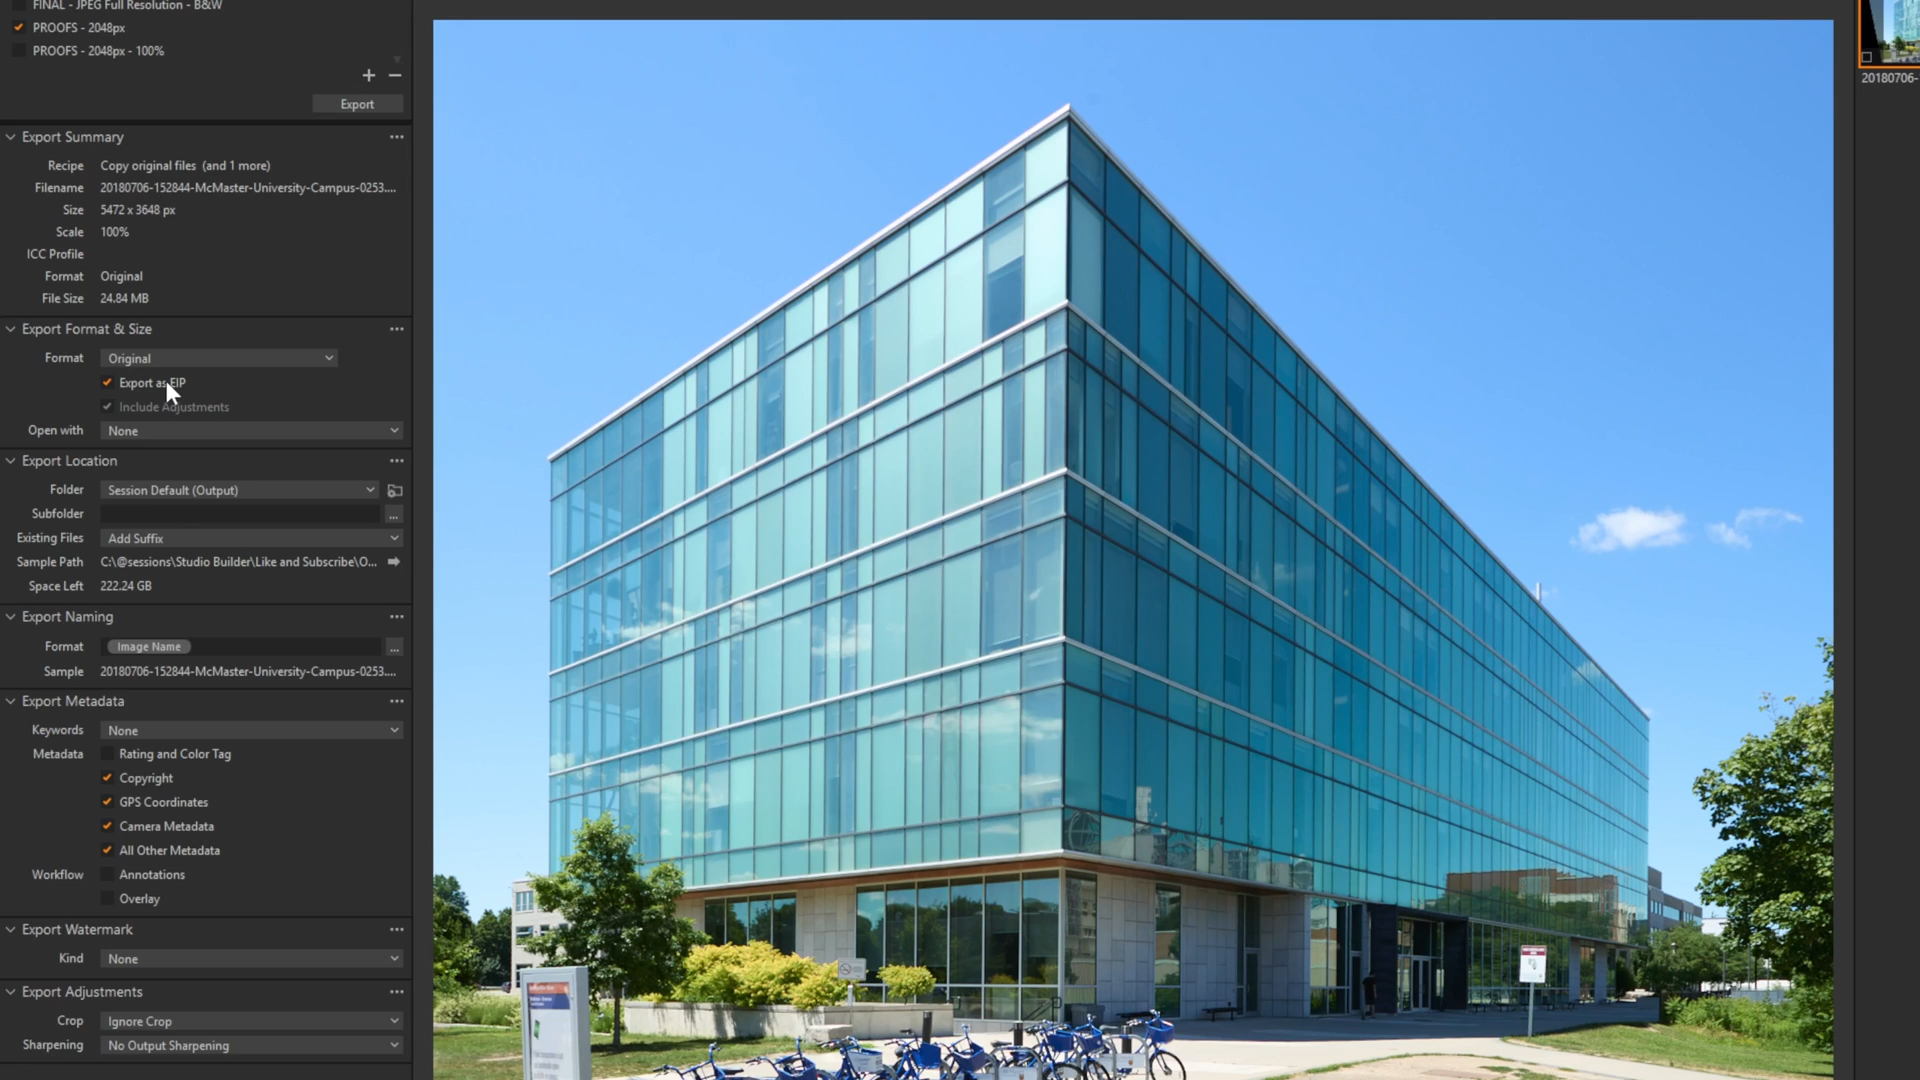 FINAL - JPEG Full Resolution - B&W
PROOFS - 2048px
PROOFS - 2048px - 100%
Export
Export Summary
Recipe Copy original files (and 1 more)
Filename 20180706-152844-McMaster-University-Campus-0253....
Size 5472 x 3648 px
Scale 100%
ICC Profile
Format Original
File Size 24.84 MB
Export Format & Size
Format Original
Export as EIP
Include Adjustments
Open with None
Export Location
Folder Session Default (Output)
Subfolder ...
Existing Files Add Suffix
Sample Path C:\@sessions\Studio Builder\Like and Subscribe\O...
Space Left 222.24 GB
Export Naming
Format Image Name ...
Sample 20180706-152844-McMaster-University-Campus-0253....
Export Metadata
Keywords None
Metadata Rating and Color Tag
Copyright
GPS Coordinates
Camera Metadata
All Other Metadata
Workflow Annotations
Overlay
Export Watermark
Kind None
Export Adjustments
Crop Ignore Crop
Sharpening No Output Sharpening
20180706-